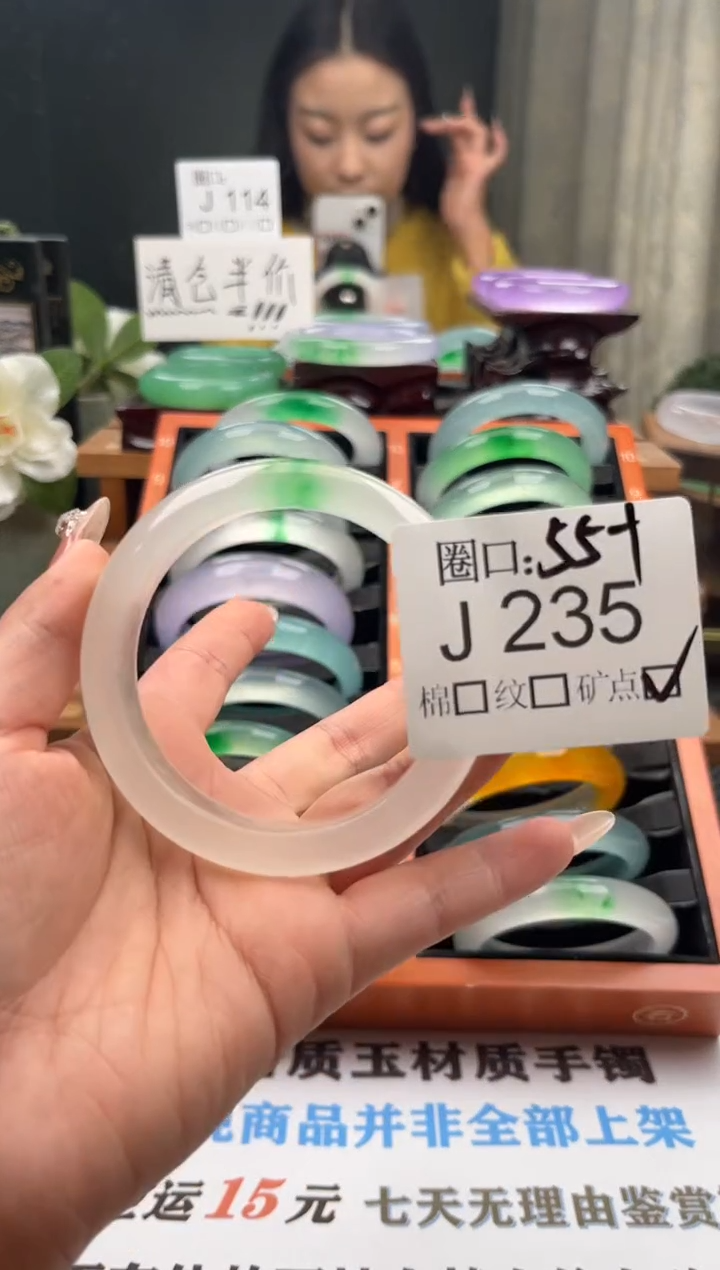 圈口:
J 114
清仓半价
!!!
圈口:55+
J 235
棉□纹□矿点☑
质玉材质手镯
商品并非全部上架
运15元 七天无理由鉴赏